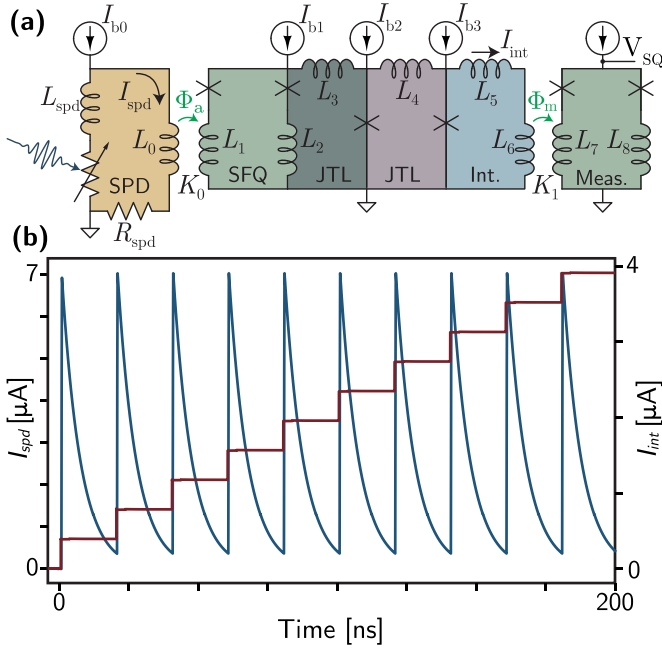 (a)
I_b0 I_b1 I_b2 I_b3 I_int V_SQ
L_spd I_spd Φ_a L_3 L_4 L_5 Φ_m
L_0 L_1 L_2 L_6 L_7 L_8
SPD K_0 SFQ JTL JTL Int. K_1 Meas.
R_spd
(b)
7 4
I_spd [μA] I_int [μA]
0 0
0 200
Time [ns]